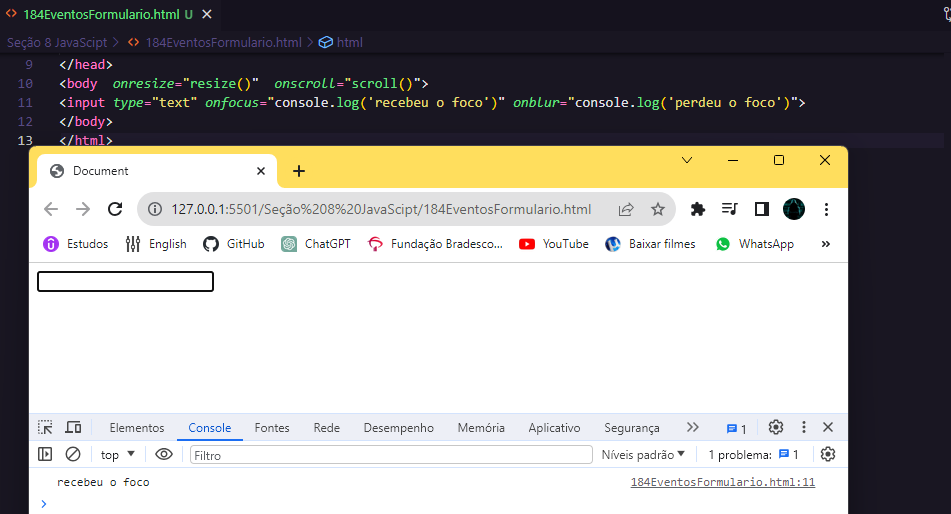 184EventosFormulario.html U
Seção 8 JavaScipt > 184EventosFormulario.html > html
9 </head>
10 <body  onresize="resize()"  onscroll="scroll()">
11 <input type="text" onfocus="console.log('recebeu o foco')" onblur="console.log('perdeu o foco')">
12 </body>
13 </html>
Document
127.0.0.1:5501/Seção%208%20JavaScipt/184EventosFormulario.html
Estudos English GitHub ChatGPT Fundação Bradesco... YouTube Baixar filmes WhatsApp »
Elementos Console Fontes Rede Desempenho Memória Aplicativo Segurança 1
top Filtro Níveis padrão 1 problema: 1
recebeu o foco 184EventosFormulario.html:11